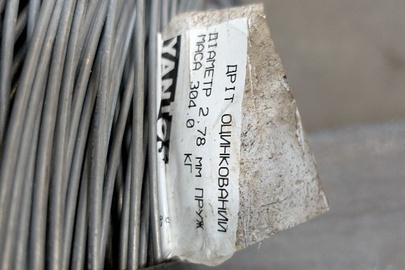 ДРІТ ОЦИНКОВАНИЙ
ДІАМЕТР 2.78 ММ ПРУЖ
МАСА 304.0 КГ